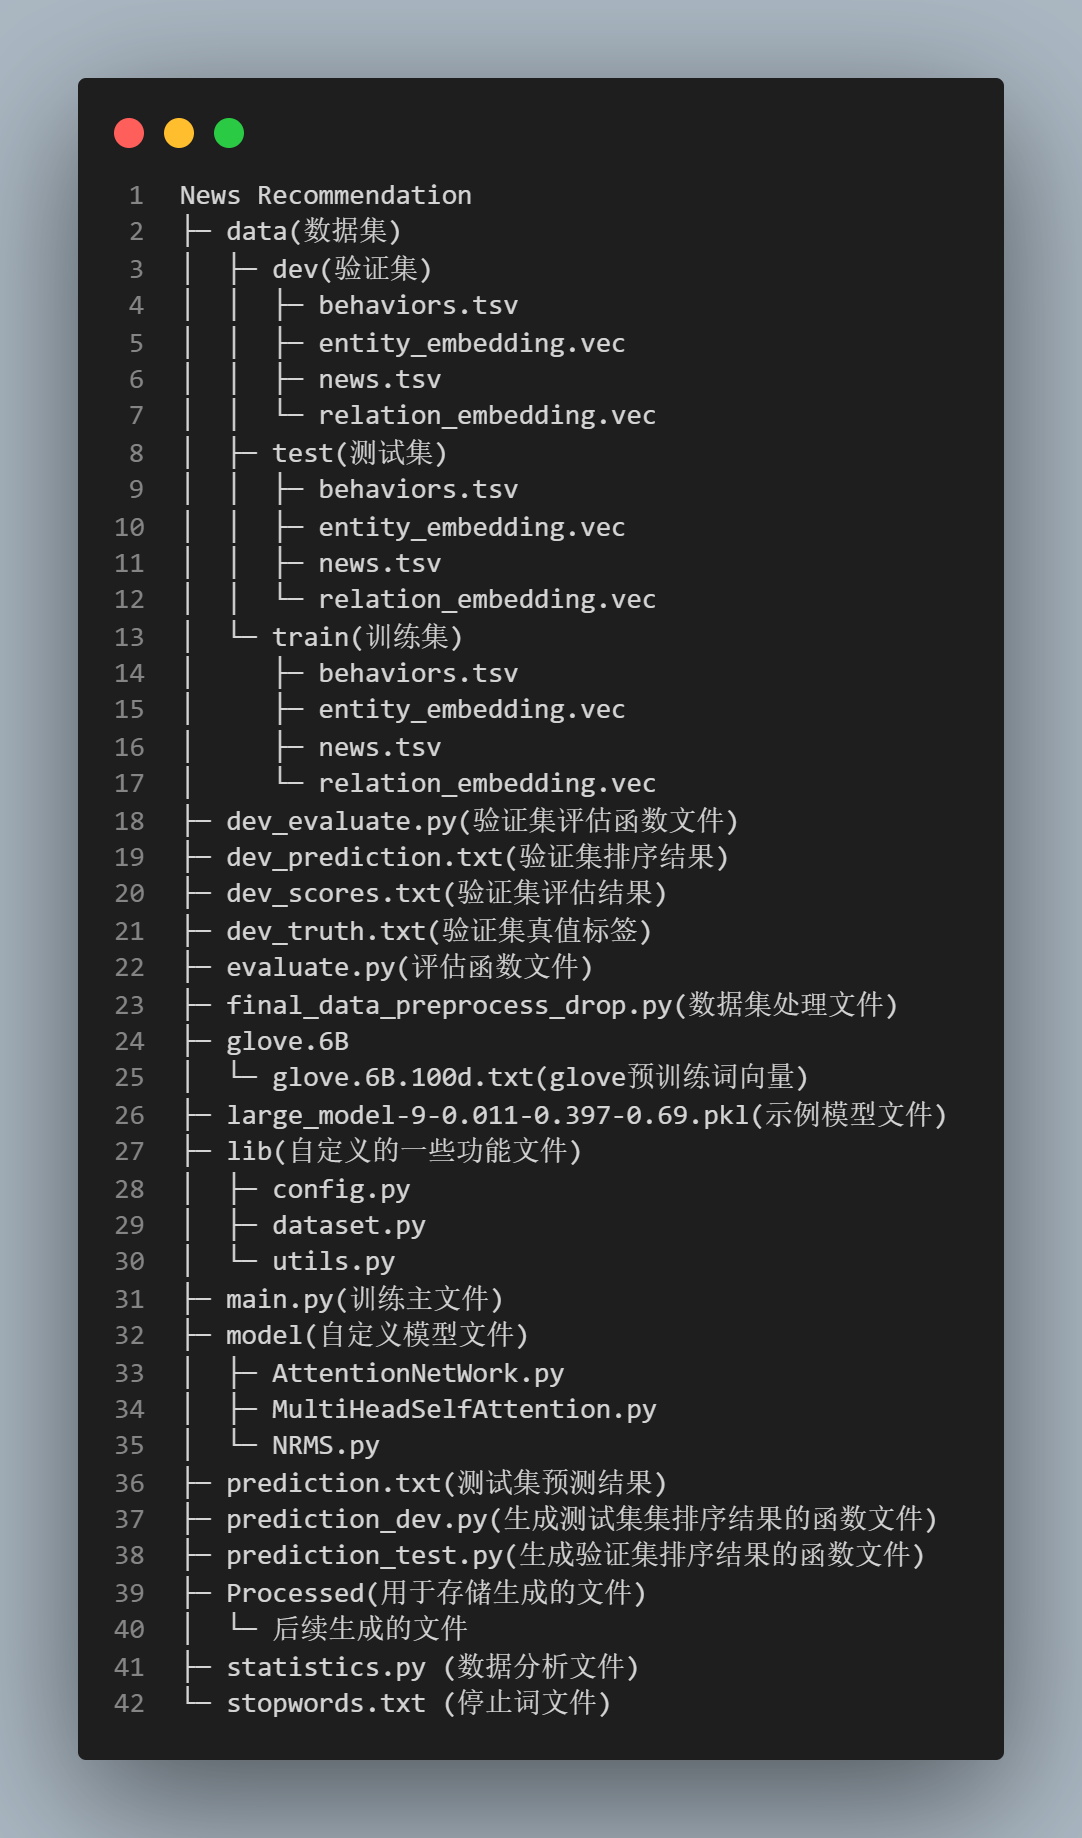 1 News Recommendation
2 ├─ data(数据集)
3 │  ├─ dev(验证集)
4 │  │  ├─ behaviors.tsv
5 │  │  ├─ entity_embedding.vec
6 │  │  ├─ news.tsv
7 │  │  └─ relation_embedding.vec
8 │  ├─ test(测试集)
9 │  │  ├─ behaviors.tsv
10 │  │  ├─ entity_embedding.vec
11 │  │  ├─ news.tsv
12 │  │  └─ relation_embedding.vec
13 │  └─ train(训练集)
14 │     ├─ behaviors.tsv
15 │     ├─ entity_embedding.vec
16 │     ├─ news.tsv
17 │     └─ relation_embedding.vec
18 ├─ dev_evaluate.py(验证集评估函数文件)
19 ├─ dev_prediction.txt(验证集排序结果)
20 ├─ dev_scores.txt(验证集评估结果)
21 ├─ dev_truth.txt(验证集真值标签)
22 ├─ evaluate.py(评估函数文件)
23 ├─ final_data_preprocess_drop.py(数据集处理文件)
24 ├─ glove.6B
25 │  └─ glove.6B.100d.txt(glove预训练词向量)
26 ├─ large_model-9-0.011-0.397-0.69.pkl(示例模型文件)
27 ├─ lib(自定义的一些功能文件)
28 │  ├─ config.py
29 │  ├─ dataset.py
30 │  └─ utils.py
31 ├─ main.py(训练主文件)
32 ├─ model(自定义模型文件)
33 │  ├─ AttentionNetWork.py
34 │  ├─ MultiHeadSelfAttention.py
35 │  └─ NRMS.py
36 ├─ prediction.txt(测试集预测结果)
37 ├─ prediction_dev.py(生成测试集集排序结果的函数文件)
38 ├─ prediction_test.py(生成验证集排序结果的函数文件)
39 ├─ Processed(用于存储生成的文件)
40 │  └─ 后续生成的文件
41 ├─ statistics.py (数据分析文件)
42 └─ stopwords.txt (停止词文件)